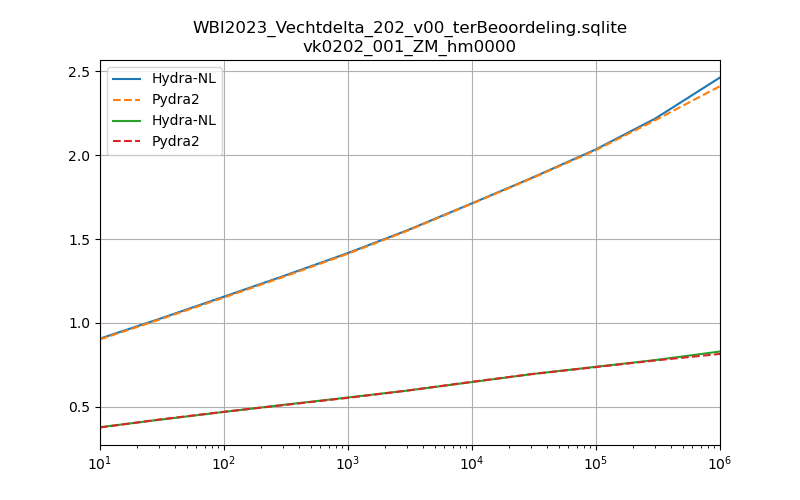 WBI2023_Vechtdelta_202_v00_terBeoordeling.sqlite
vk0202_001_ZM_hm0000
Hydra-NL
Pydra2
Hydra-NL
Pydra2
2.5
2.0
1.5
1.0
0.5
10¹ 10² 10³ 10⁴ 10⁵ 10⁶